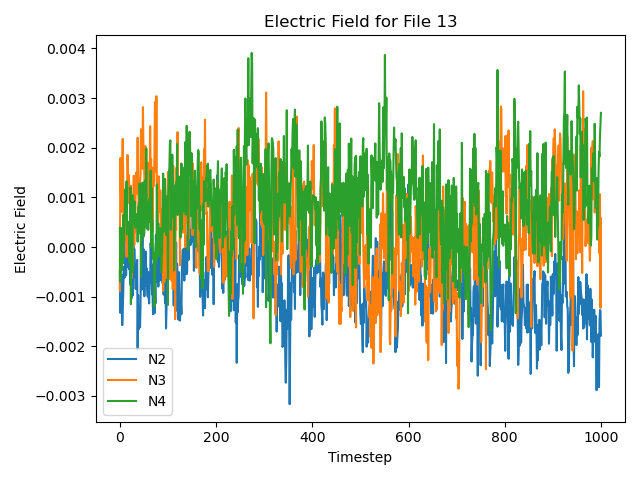 Electric Field for File 13
Electric Field
0.004
0.003
0.002
0.001
0.000
−0.001
−0.002
−0.003
N2
N3
N4
0 200 400 600 800 1000
Timestep